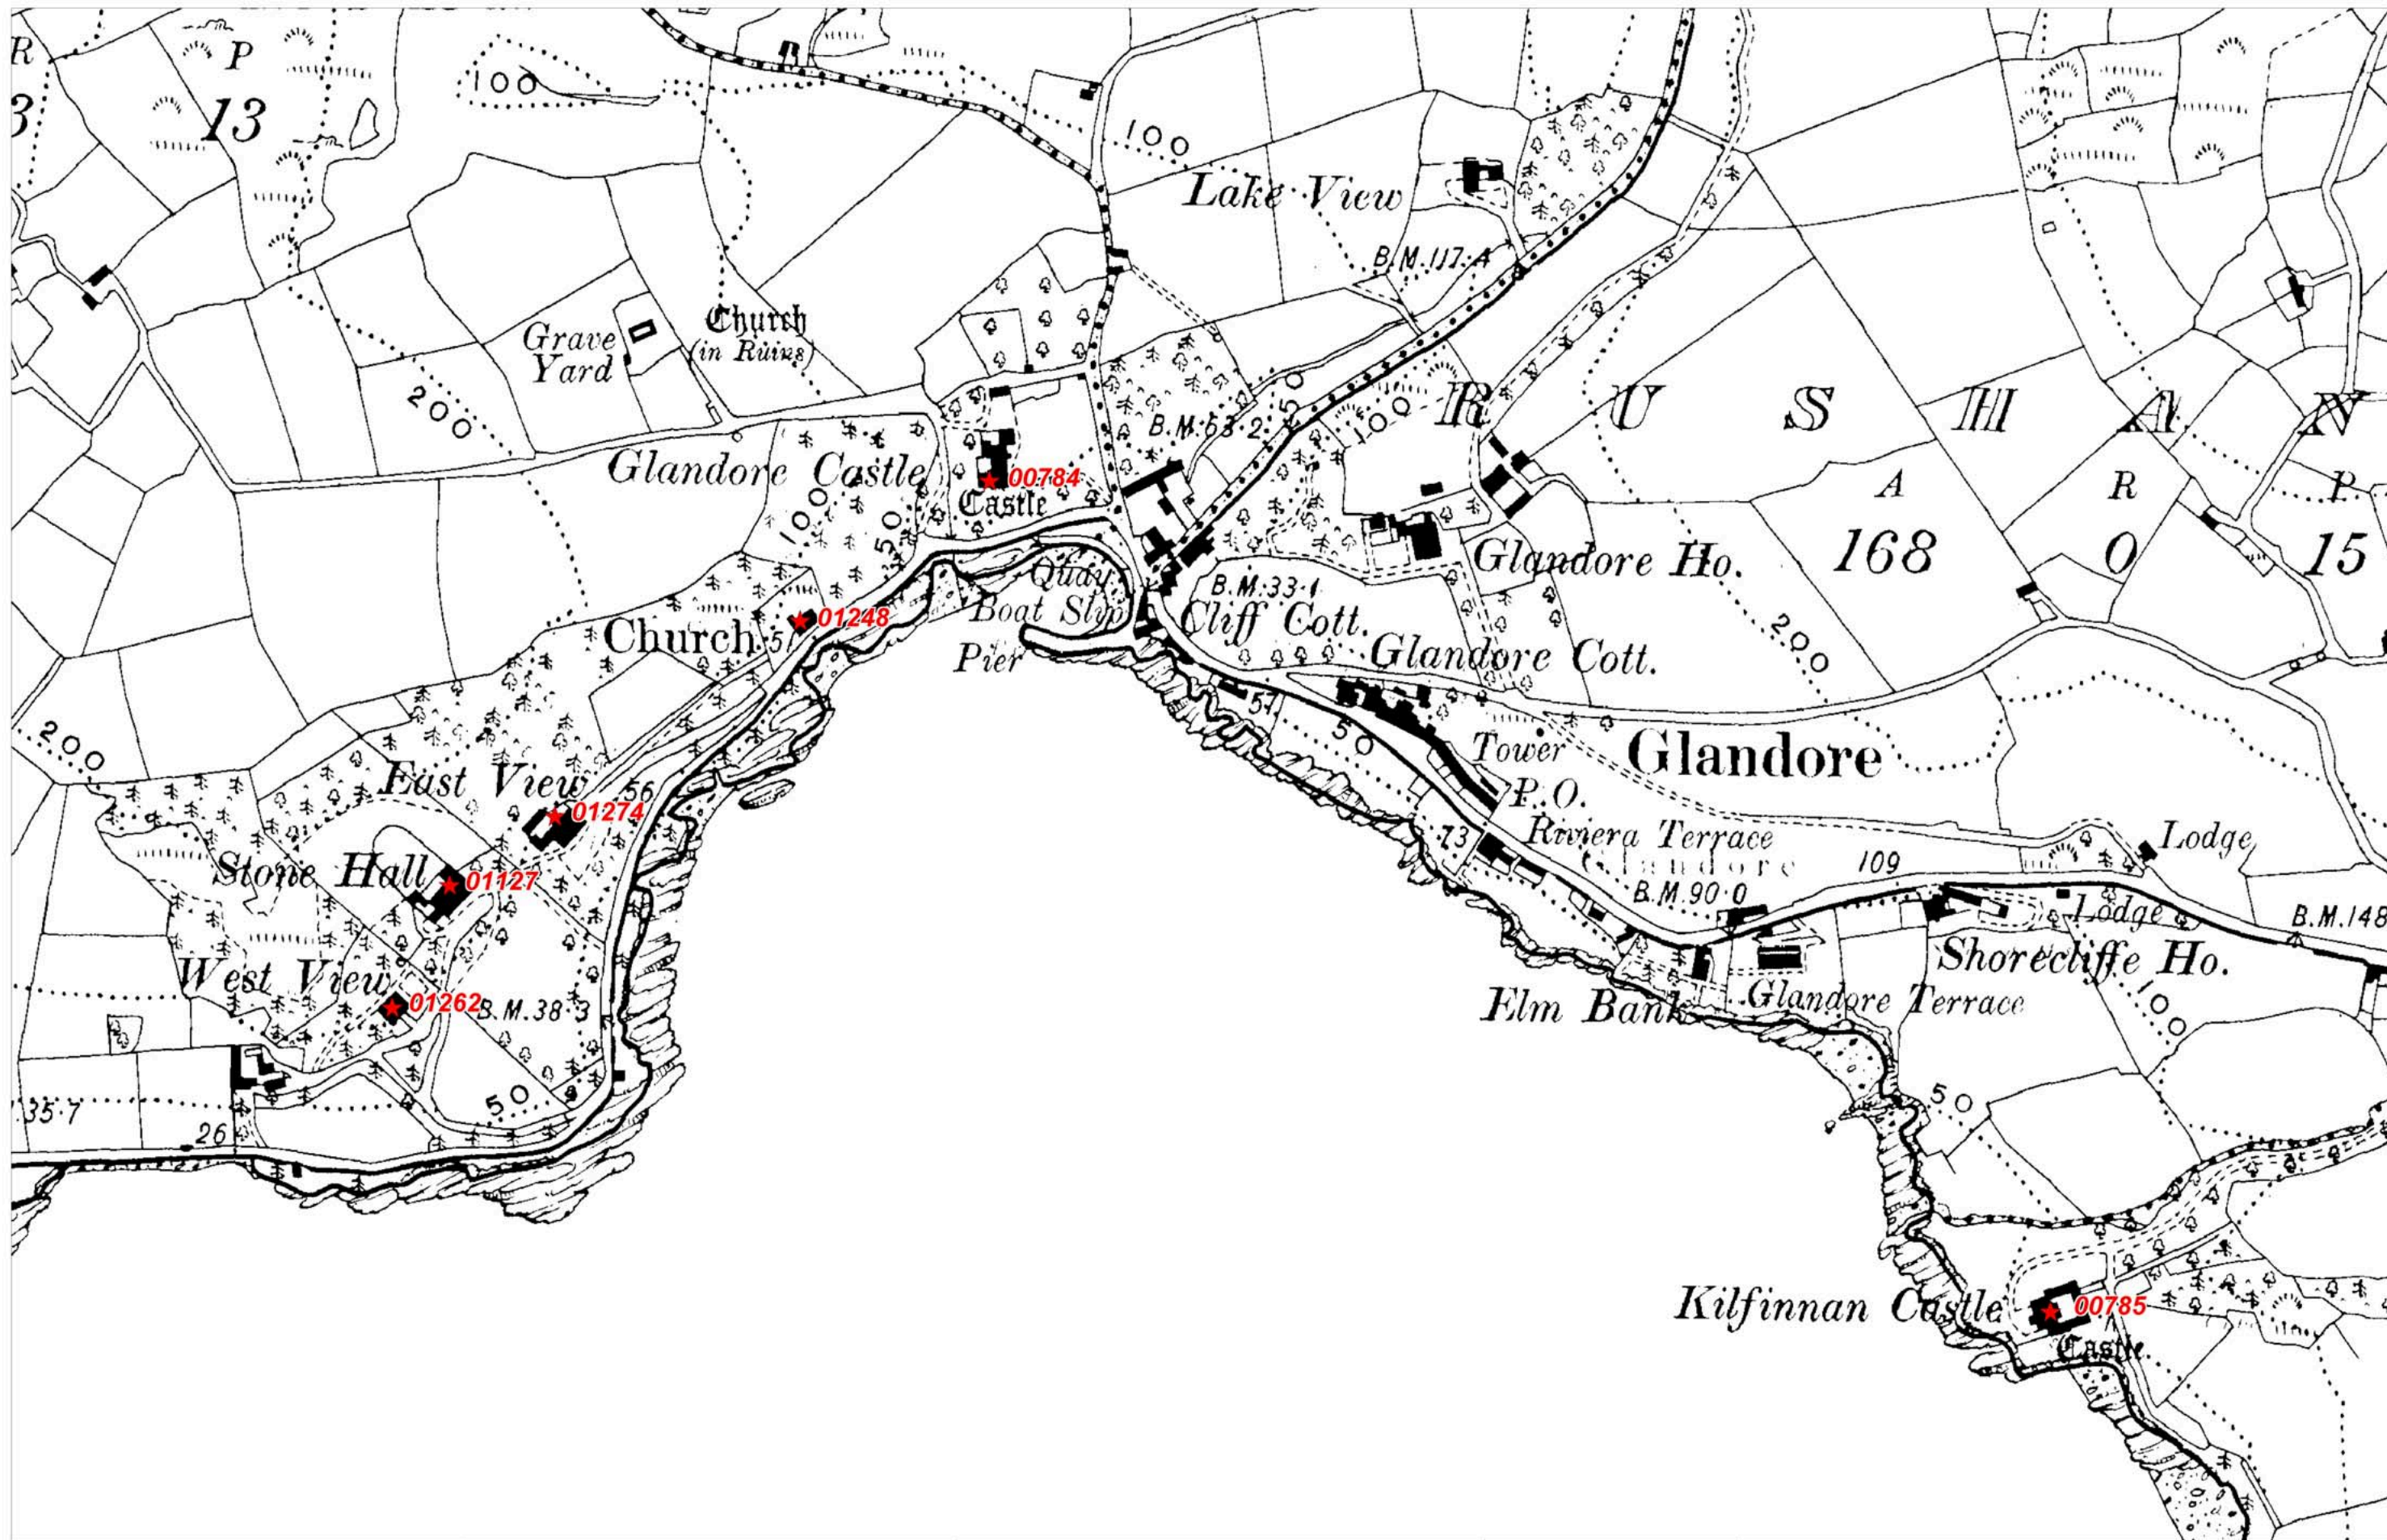 R
P
3
13
100
100
Lake View
B.M.117.4
Grave
Yard
Church
(in Ruins)
200
100
R U S H A N
B.M.63.2
50
Glandore Castle
00784
Castle
100
50
A R P
168
O
15
Glandore Ho.
Quay
Boat Slip
Pier
B.M.33.1
Cliff Cott.
Glandore Cott.
200
01248
Church
57
50
Tower
Glandore
P.O.
73
Riviera Terrace
Glandore
109
B.M.90.0
Lodge
Lodge
B.M.148
Shorecliffe Ho.
Glandore Terrace
Elm Bank
100
50
200
East View
56
01274
Stone Hall
01127
West View
01262
B.M.38.3
50
35.7
26
Kilfinnan Castle
00785
Castle